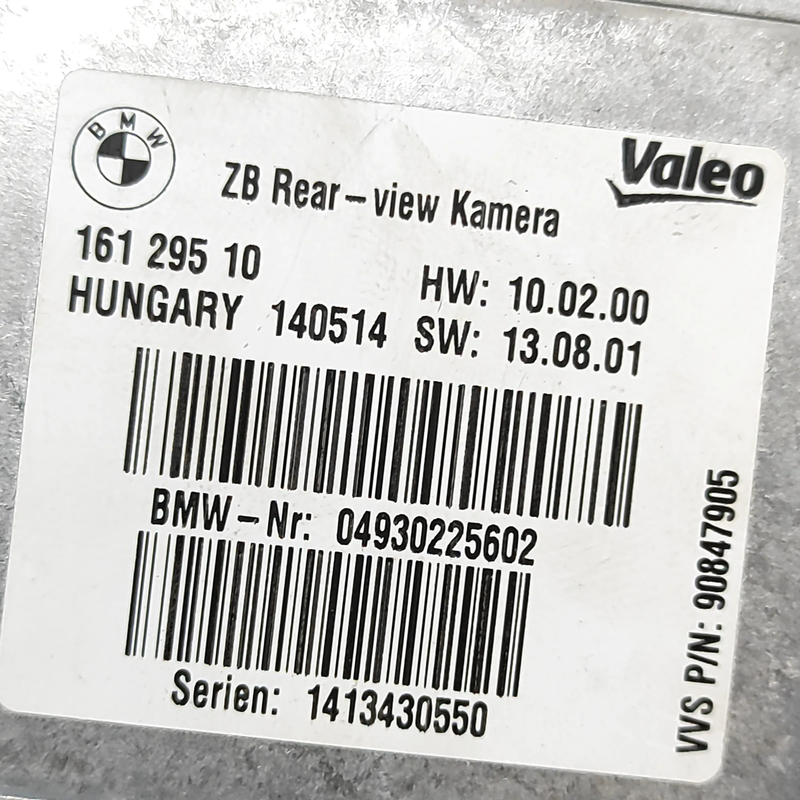 BMW
Valeo
ZB Rear-view Kamera
161 295 10
HW: 10.02.00
HUNGARY 140514 SW: 13.08.01
BMW-Nr: 04930225602
Serien: 1413430550
VVS P/N: 90847905